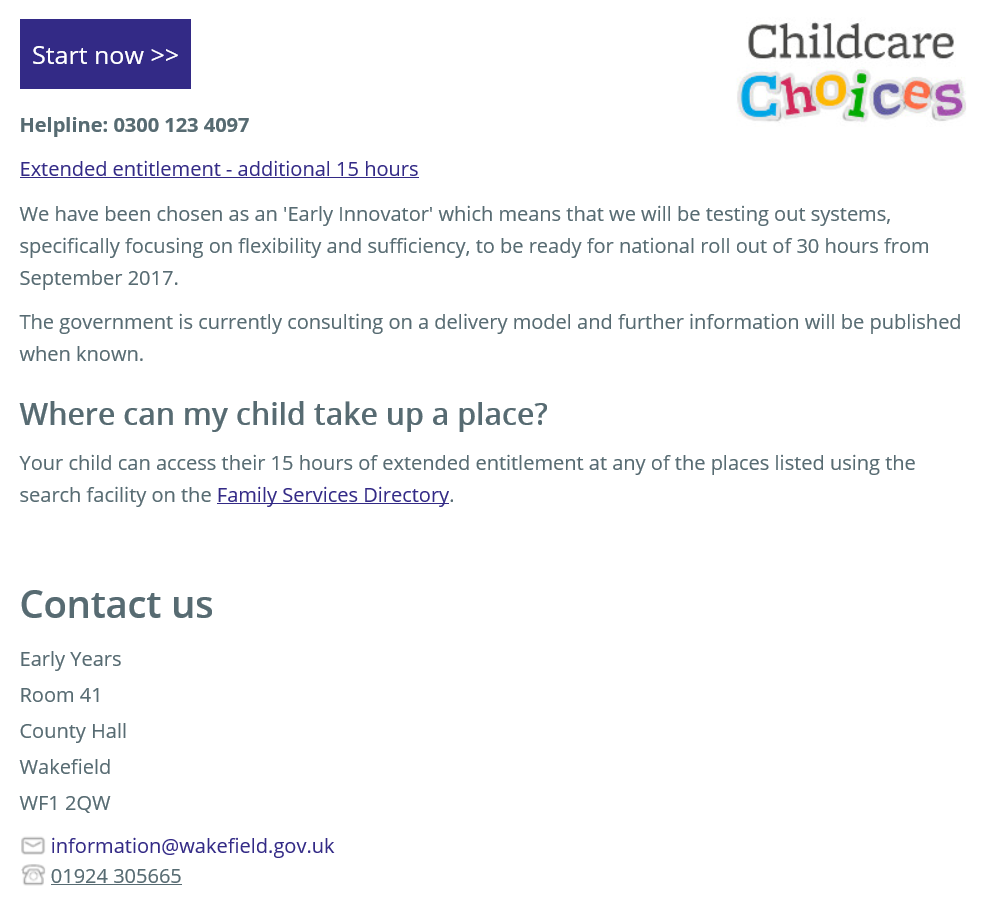 Start now >>
Childcare
Choices
Helpline: 0300 123 4097
Extended entitlement - additional 15 hours
We have been chosen as an 'Early Innovator' which means that we will be testing out systems,
specifically focusing on flexibility and sufficiency, to be ready for national roll out of 30 hours from
September 2017.
The government is currently consulting on a delivery model and further information will be published
when known.
Where can my child take up a place?
Your child can access their 15 hours of extended entitlement at any of the places listed using the
search facility on the Family Services Directory.
Contact us
Early Years
Room 41
County Hall
Wakefield
WF1 2QW
information@wakefield.gov.uk
01924 305665